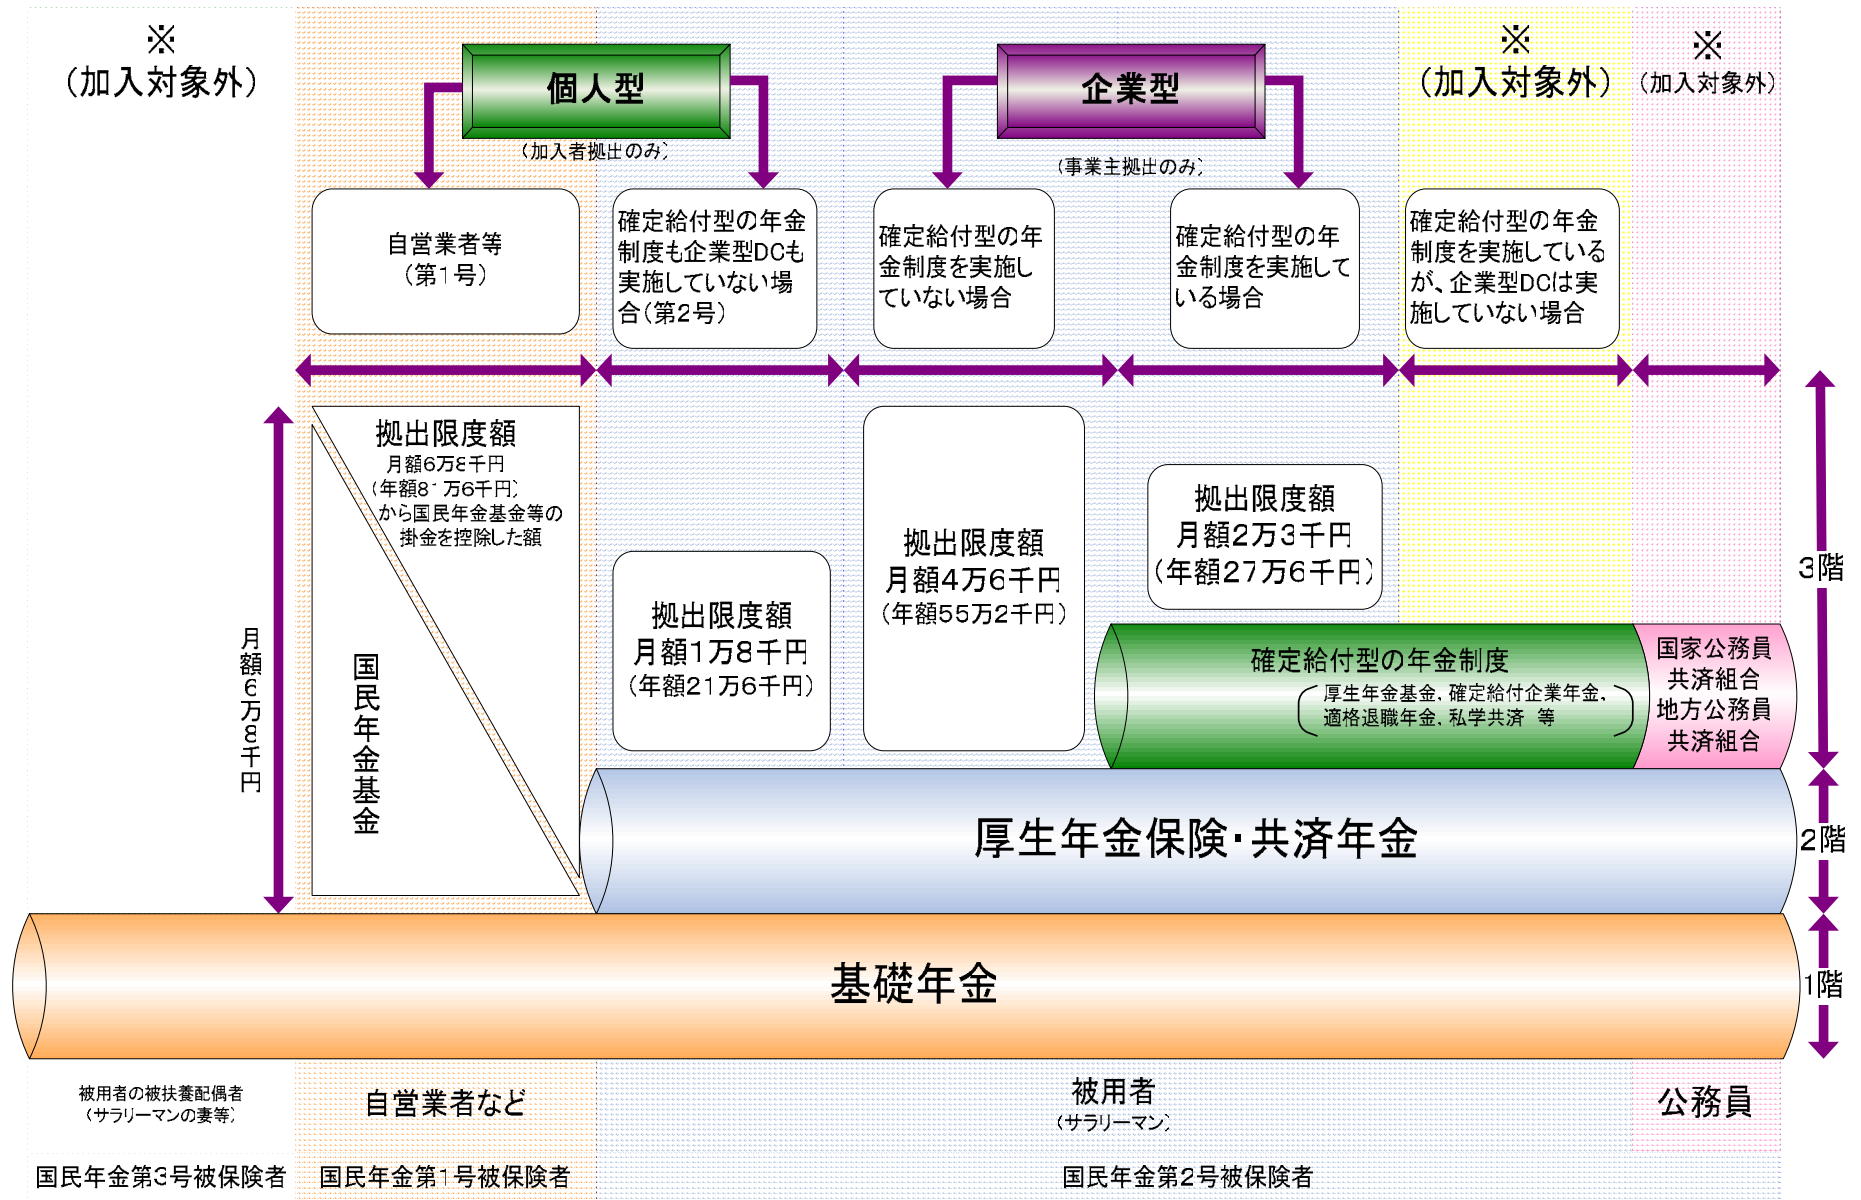 ※
（加入対象外）
個人型
（加入者拠出のみ）
企業型
（事業主拠出のみ）
※
（加入対象外）
※
（加入対象外）
自営業者等
（第1号）
確定給付型の年金
制度も企業型DCも
実施していない場
合（第2号）
確定給付型の年
金制度を実施し
ていない場合
確定給付型の年
金制度を実施して
いる場合
確定給付型の年金
制度を実施している
が、企業型DCは実
施していない場合
拠出限度額
月額6万8千円
（年額81万6千円）
から国民年金基金等の
掛金を控除した額
国民年金基金
月額6万8千円
拠出限度額
月額1万8千円
（年額21万6千円）
拠出限度額
月額4万6千円
（年額55万2千円）
拠出限度額
月額2万3千円
（年額27万6千円）
確定給付型の年金制度
厚生年金基金、確定給付企業年金、
適格退職年金、私学共済 等
国家公務員
共済組合
地方公務員
共済組合
3階
厚生年金保険・共済年金
2階
基礎年金
1階
被用者の被扶養配偶者
（サラリーマンの妻等）
自営業者など
被用者
（サラリーマン）
公務員
国民年金第3号被保険者
国民年金第1号被保険者
国民年金第2号被保険者